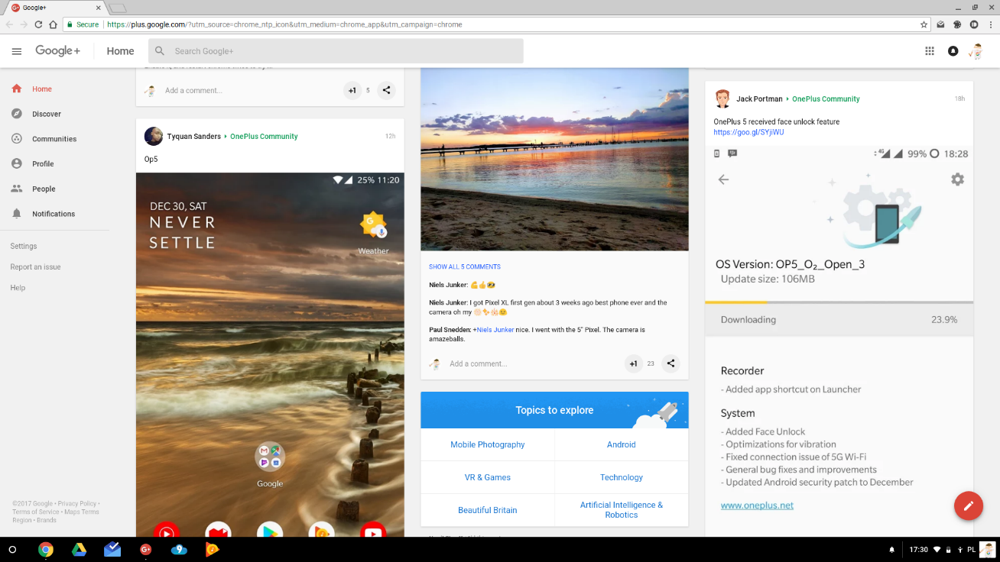 Google+
Secure
https://plus.google.com/?utm_source=chrome_ntp_icon&utm_medium=chrome_app&utm_campaign=chrome
Google+
Home
Search Google+
Home
Discover
Communities
Profile
People
Notifications
Settings
Report an issue
Help
©2017 Google • Privacy Policy •
Terms of Service • Maps Terms
Region • Brands
Add a comment...
+1
5
Tyquan Sanders ▸ OnePlus Community
12h
Op5
25% 11:20
DEC 30, SAT
NEVER
SETTLE
Weather
Google
SHOW ALL 5 COMMENTS
Niels Junker: 💪👍
Niels Junker: I got Pixel XL first gen about 3 weeks ago best phone ever and the
camera oh my
Paul Snedden: +Niels Junker nice. I went with the 5" Pixel. The camera is
amazeballs.
Add a comment...
+1
23
Topics to explore
Mobile Photography
Android
VR & Games
Technology
Beautiful Britain
Artificial Intelligence &
Robotics
Jack Portman ▸ OnePlus Community
18h
OnePlus 5 received face unlock feature
https://goo.gl/SYjiWU
4G
99%
18:28
OS Version: OP5_O₂_Open_3
Update size: 106MB
Downloading
23.9%
Recorder
- Added app shortcut on Launcher
System
- Added Face Unlock
- Optimizations for vibration
- Fixed connection issue of 5G Wi-Fi
- General bug fixes and improvements
- Updated Android security patch to December
www.oneplus.net
9
17:30
PL